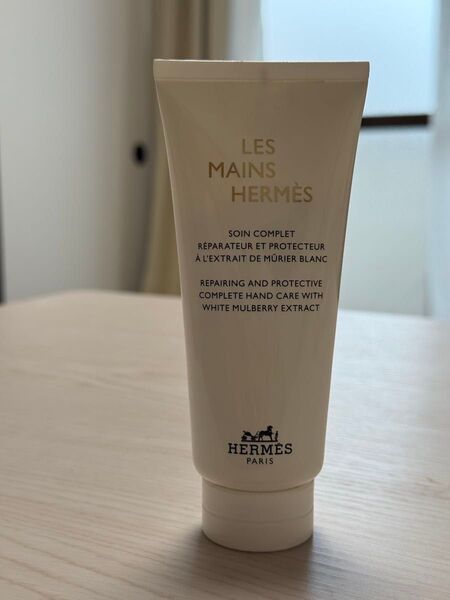 LES
MAINS
HERMÈS
SOIN COMPLET
RÉPARATEUR ET PROTECTEUR
À L'EXTRAIT DE MÛRIER BLANC
REPAIRING AND PROTECTIVE
COMPLETE HAND CARE WITH
WHITE MULBERRY EXTRACT
HERMÈS
PARIS